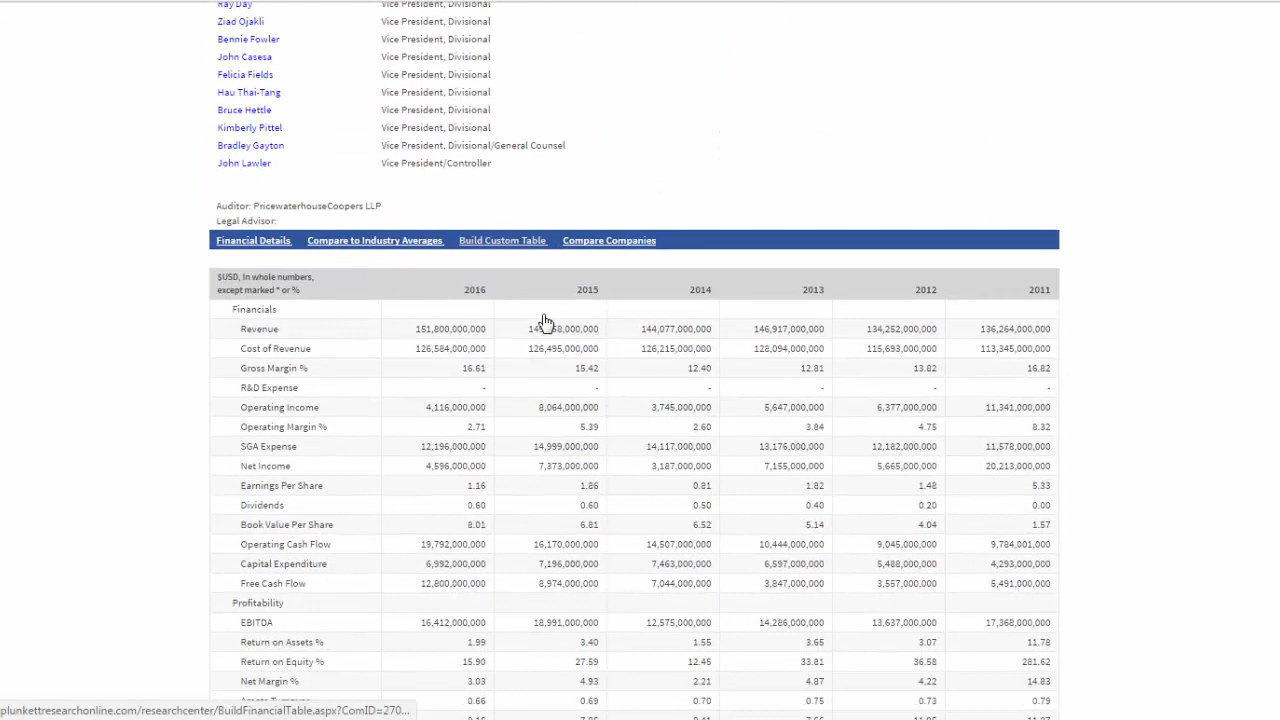 Ray Day Vice President, Divisional
Ziad Ojakli Vice President, Divisional
Bennie Fowler Vice President, Divisional
John Casesa Vice President, Divisional
Felicia Fields Vice President, Divisional
Hau Thai-Tang Vice President, Divisional
Bruce Hettle Vice President, Divisional
Kimberly Pittel Vice President, Divisional
Bradley Gayton Vice President, Divisional/General Counsel
John Lawler Vice President/Controller
Auditor: PricewaterhouseCoopers LLP
Legal Advisor:
Financial Details Compare to Industry Averages Build Custom Table Compare Companies
$USD, in whole numbers,
except marked * or % 2016 2015 2014 2013 2012 2011
Financials
Revenue 151,800,000,000 144,077,000,000 146,917,000,000 134,252,000,000 136,264,000,000
Cost of Revenue 126,584,000,000 126,495,000,000 126,215,000,000 128,094,000,000 115,693,000,000 113,345,000,000
Gross Margin % 16.61 15.42 12.40 12.81 13.82 16.82
R&D Expense - - - - - -
Operating Income 4,116,000,000 8,064,000,000 3,745,000,000 5,647,000,000 6,377,000,000 11,341,000,000
Operating Margin % 2.71 5.39 2.60 3.84 4.75 8.32
SGA Expense 12,196,000,000 14,999,000,000 14,117,000,000 13,176,000,000 12,182,000,000 11,578,000,000
Net Income 4,596,000,000 7,373,000,000 3,187,000,000 7,155,000,000 5,665,000,000 20,213,000,000
Earnings Per Share 1.16 1.86 0.81 1.82 1.48 5.33
Dividends 0.60 0.60 0.50 0.40 0.20 0.00
Book Value Per Share 8.01 6.81 6.52 5.14 4.04 1.57
Operating Cash Flow 19,792,000,000 16,170,000,000 14,507,000,000 10,444,000,000 9,045,000,000 9,784,001,000
Capital Expenditure 6,992,000,000 7,196,000,000 7,463,000,000 6,597,000,000 5,488,000,000 4,293,000,000
Free Cash Flow 12,800,000,000 8,974,000,000 7,044,000,000 3,847,000,000 3,557,000,000 5,491,000,000
Profitability
EBITDA 16,412,000,000 18,991,000,000 12,575,000,000 14,286,000,000 13,637,000,000 17,368,000,000
Return on Assets % 1.99 3.40 1.55 3.65 3.07 11.78
Return on Equity % 15.90 27.59 12.45 33.81 36.58 281.62
Net Margin % 3.03 4.93 2.21 4.87 4.22 14.83
Assets Turnover 0.66 0.69 0.70 0.75 0.73 0.79
plunkettresearchonline.com/researchcenter/BuildFinancialTable.aspx?ComID=270...